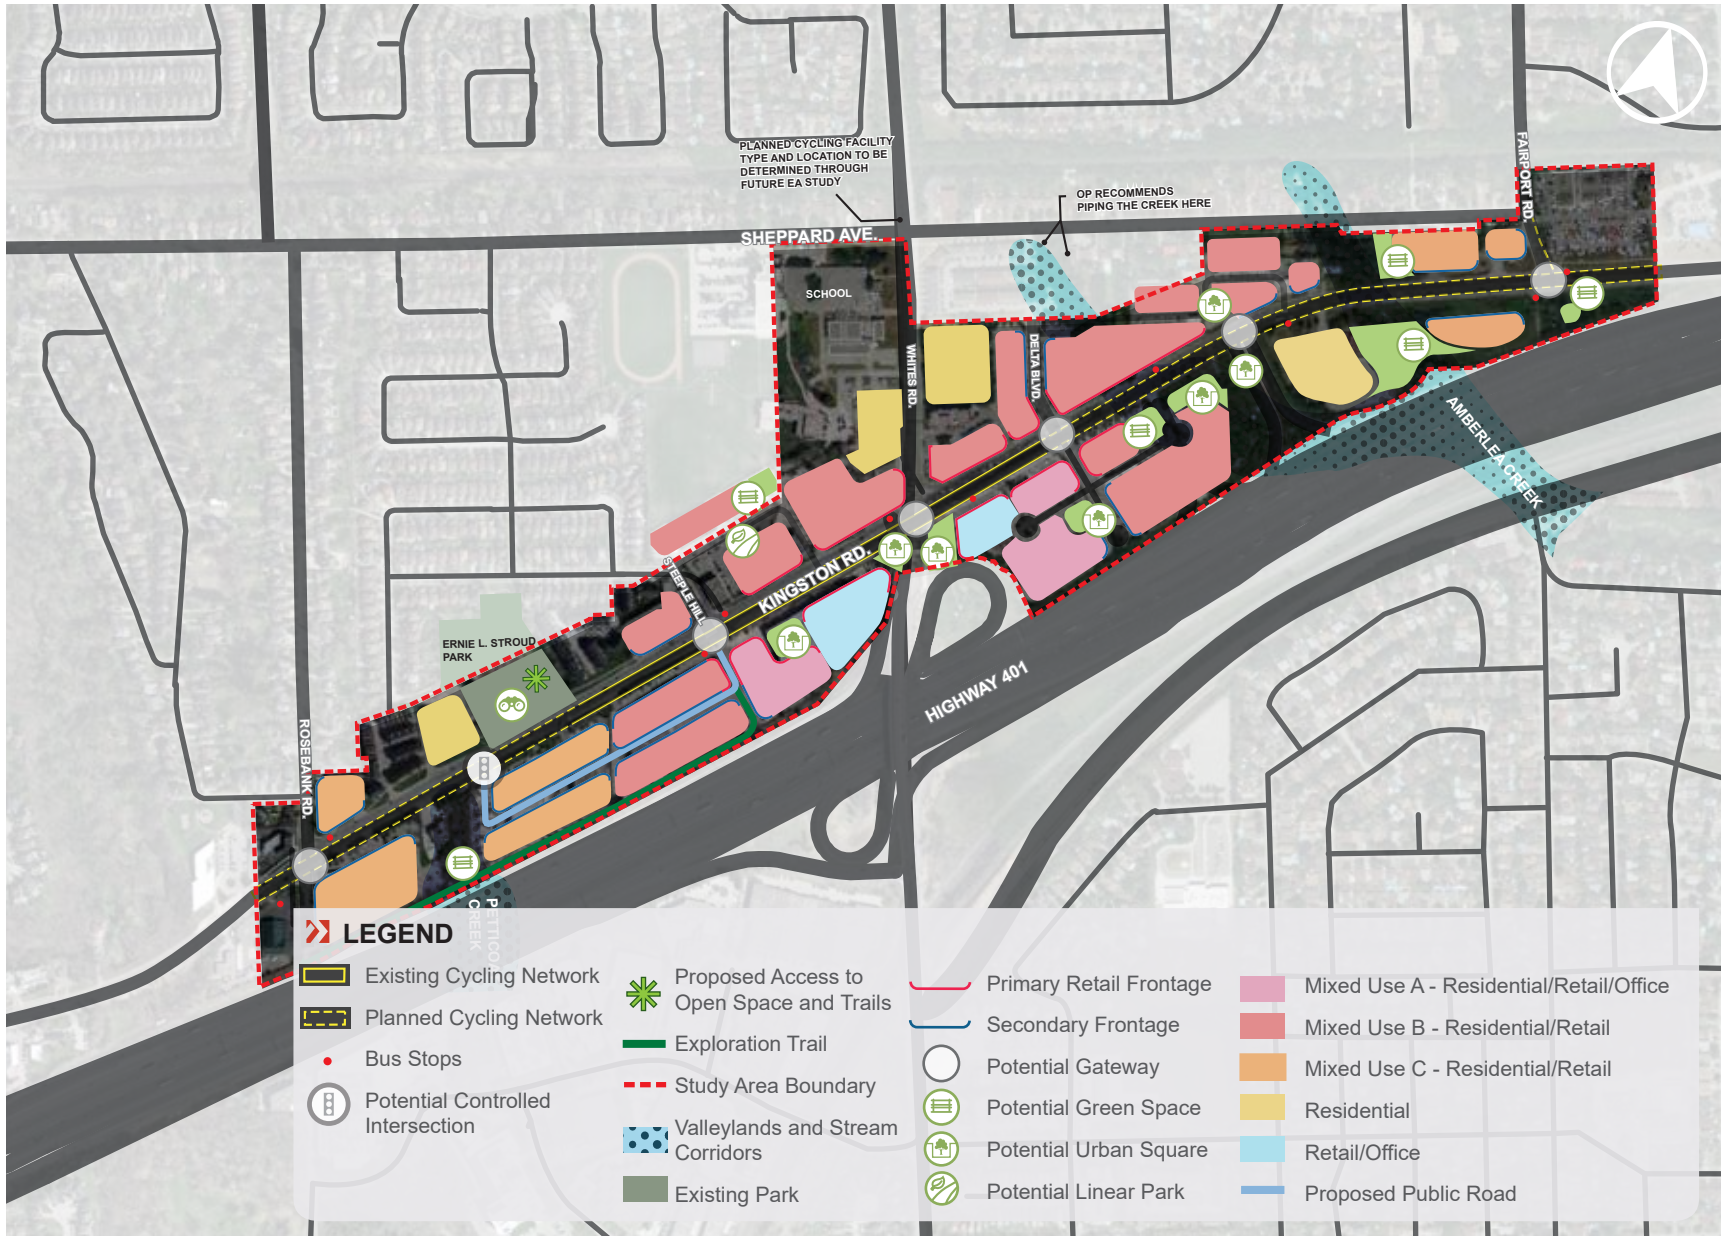 PLANNED CYCLING FACILITY
TYPE AND LOCATION TO BE
DETERMINED THROUGH
FUTURE EA STUDY
OP RECOMMENDS
PIPING THE CREEK HERE
FAIRPORT RD.
SHEPPARD AVE.
SCHOOL
WHITES RD.
DELTA BLVD.
AMBERLEA CREEK
STEEPLE HILL
KINGSTON RD.
ERNIE L. STROUD
PARK
HIGHWAY 401
ROSEBANK RD.
PETTICO
CREEK
LEGEND
Existing Cycling Network
Planned Cycling Network
Bus Stops
Potential Controlled
Intersection
Proposed Access to
Open Space and Trails
Exploration Trail
Study Area Boundary
Valleylands and Stream
Corridors
Existing Park
Primary Retail Frontage
Secondary Frontage
Potential Gateway
Potential Green Space
Potential Urban Square
Potential Linear Park
Mixed Use A - Residential/Retail/Office
Mixed Use B - Residential/Retail
Mixed Use C - Residential/Retail
Residential
Retail/Office
Proposed Public Road